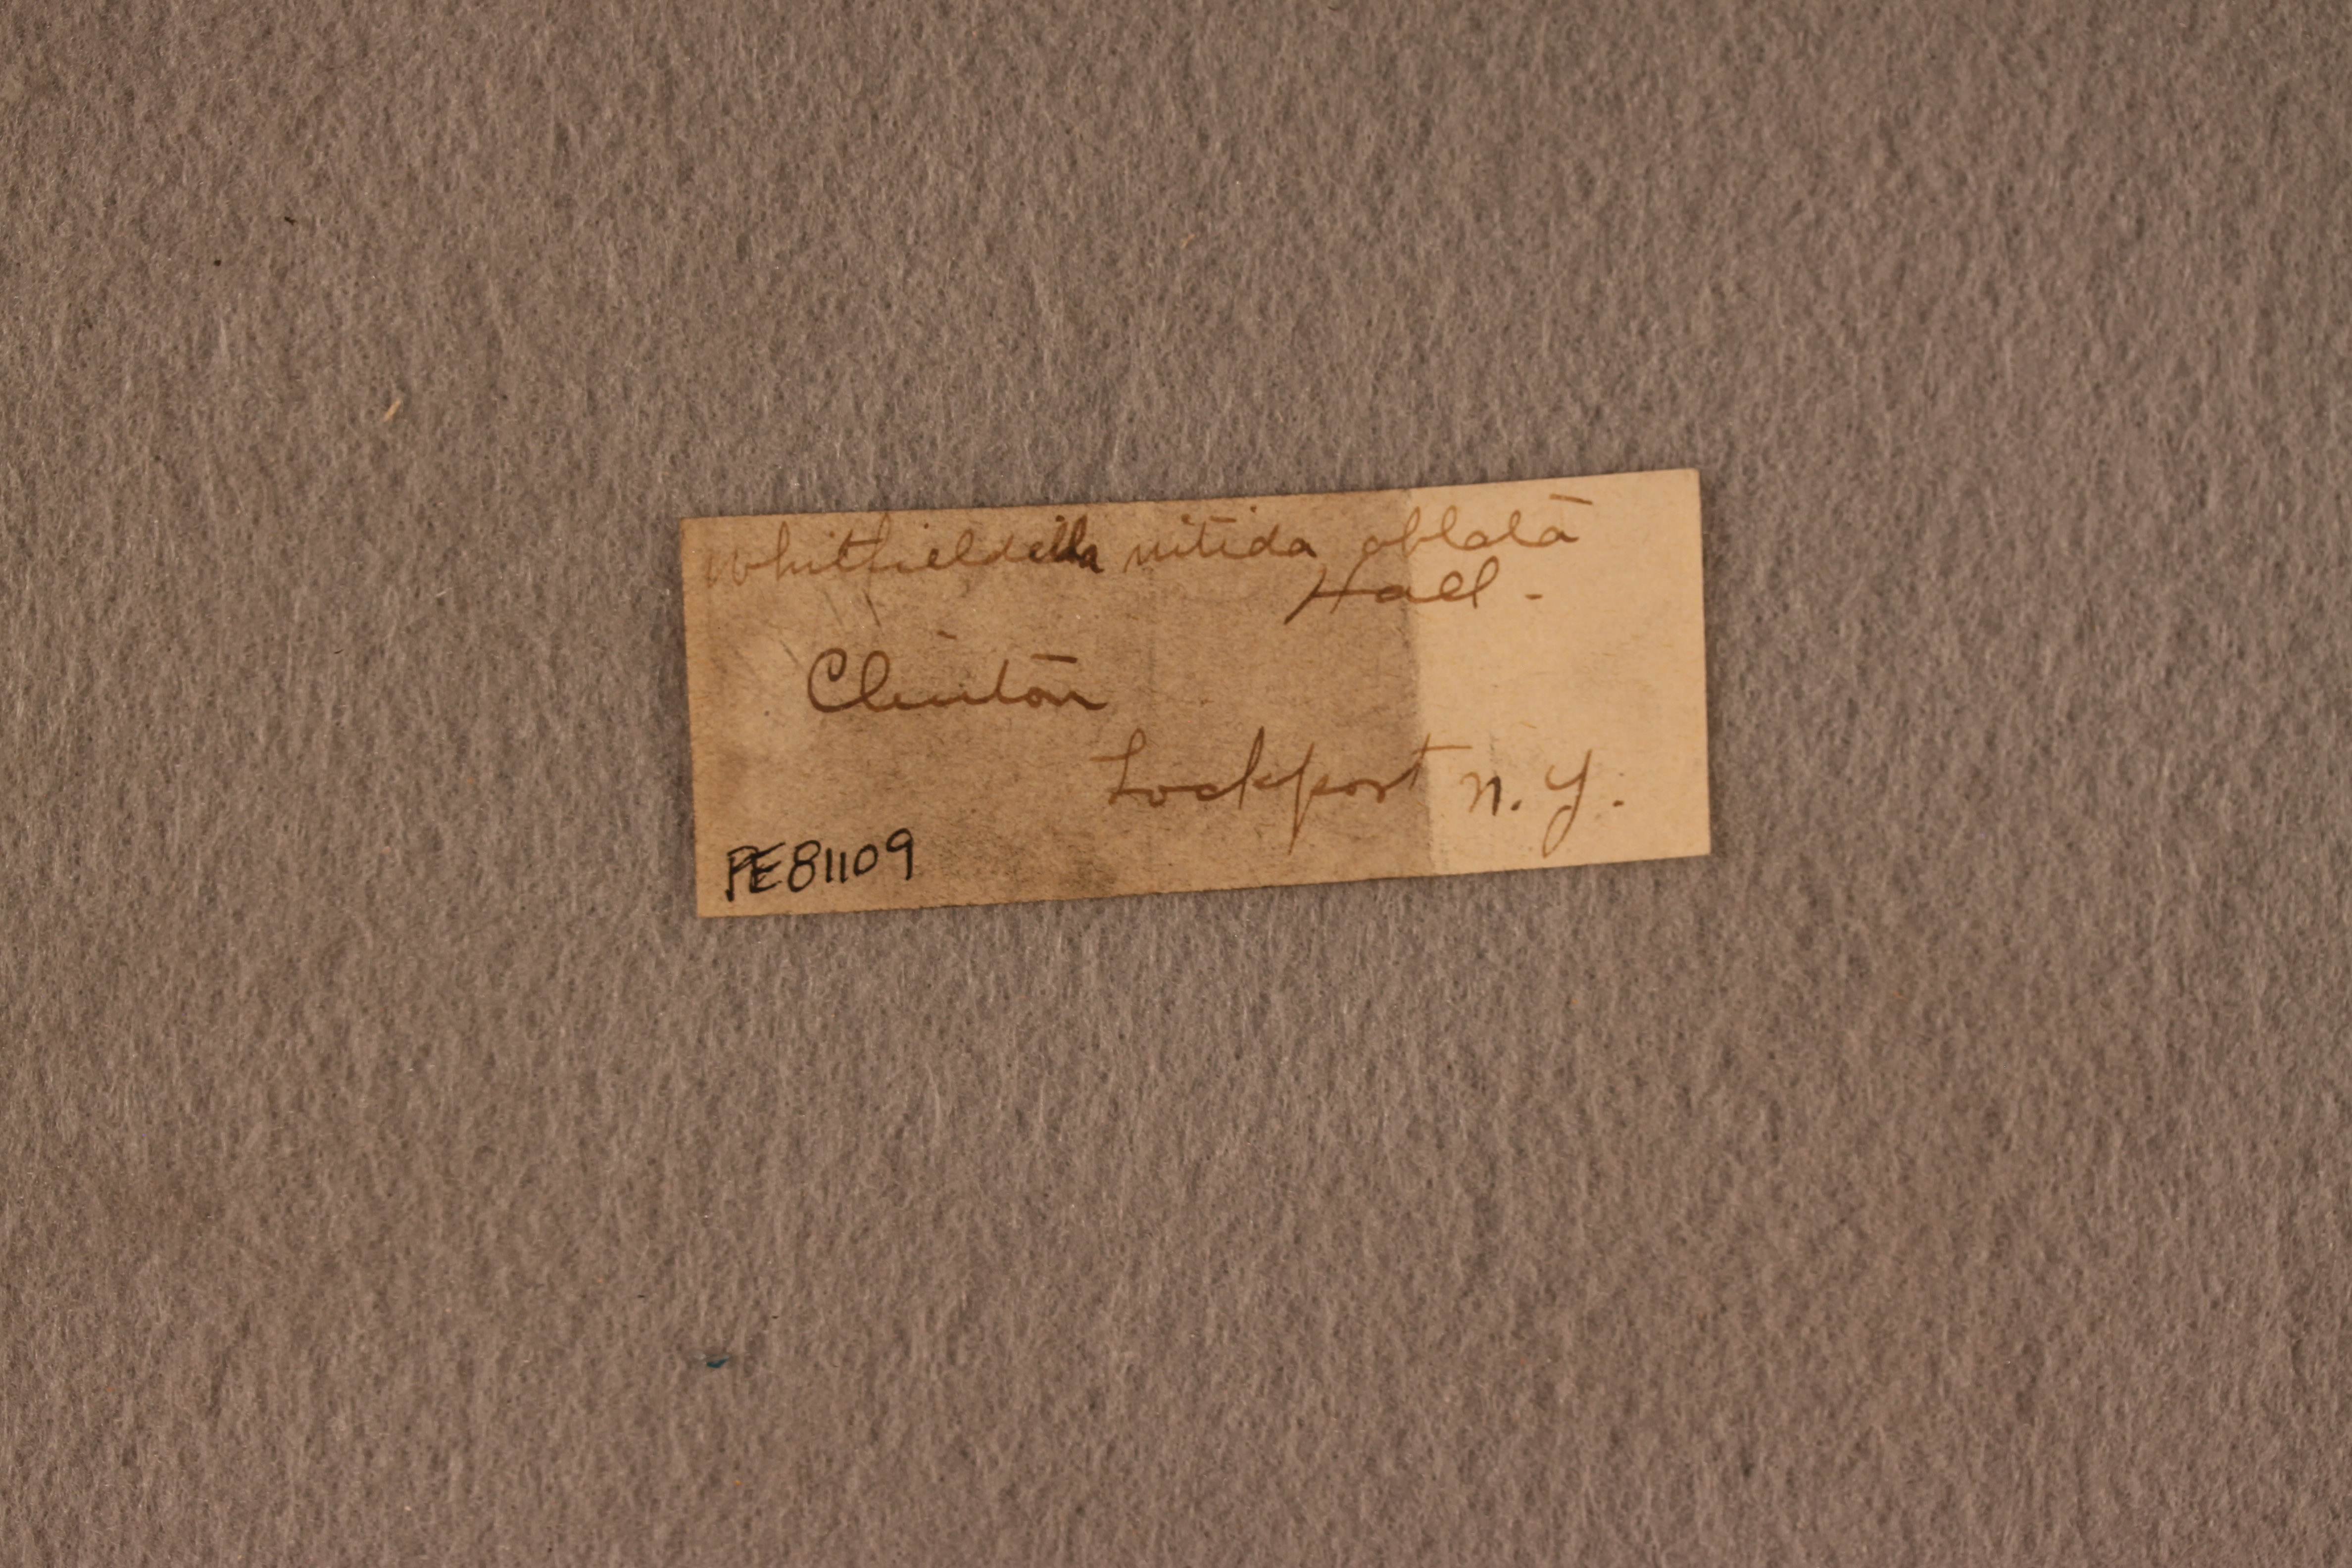 Whitfieldella nitida oblata
Hall -
Clinton
Lockport N. Y.
PE81109